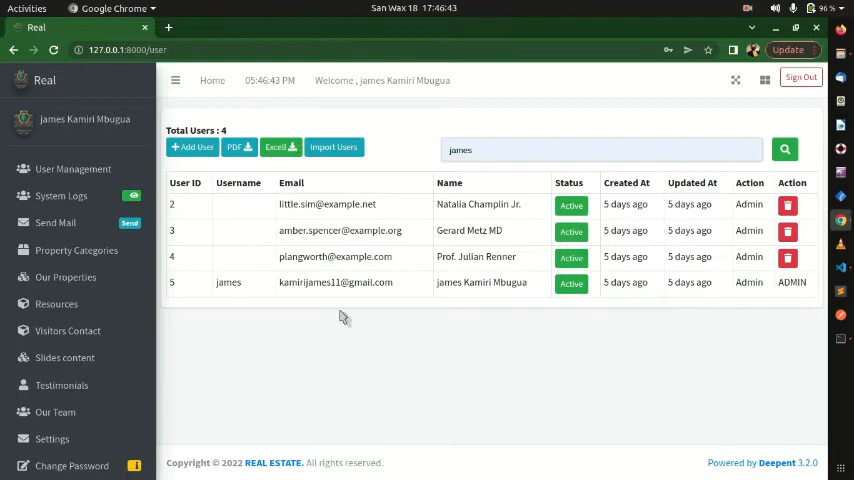 Activities Google Chrome San Wax 18 17:46:43 96 %
Real
127.0.0.1:8000/user Update
Real
Home 05:46:43 PM Welcome , james Kamiri Mbugua Sign Out
james Kamiri Mbugua
Total Users : 4
Add User PDF Excell Import Users james
User ID Username Email Name Status Created At Updated At Action Action
2 little.sim@example.net Natalia Champlin Jr. Active 5 days ago 5 days ago Admin
3 amber.spencer@example.org Gerard Metz MD Active 5 days ago 5 days ago Admin
4 plangworth@example.com Prof. Julian Renner Active 5 days ago 5 days ago Admin
5 james kamirijames11@gmail.com james Kamiri Mbugua Active 5 days ago 5 days ago Admin ADMIN
User Management
System Logs
Send Mail Send
Property Categories
Our Properties
Resources
Visitors Contact
Slides content
Testimonials
Our Team
Settings
Change Password
Copyright © 2022 REAL ESTATE. All rights reserved. Powered by Deepent 3.2.0